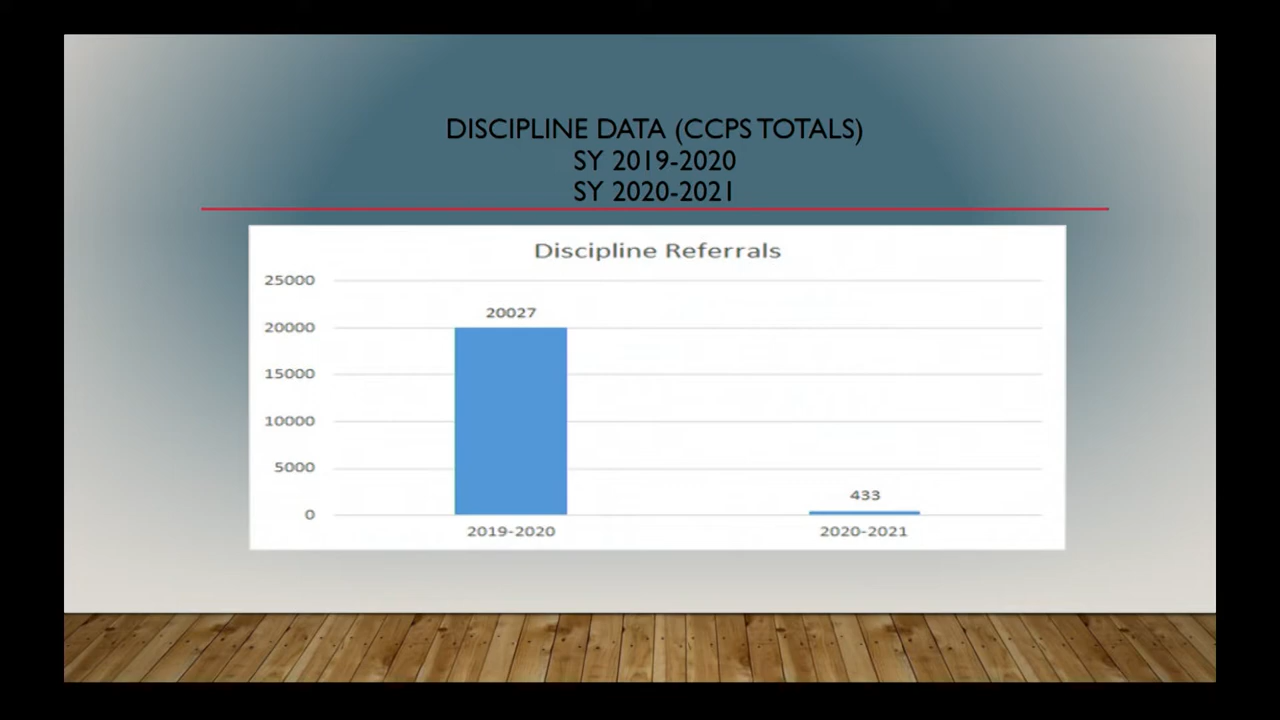 DISCIPLINE DATA (CCPS TOTALS)
SY 2019-2020
SY 2020-2021
Discipline Referrals
25000
20027
20000
15000
10000
5000
433
0
2019-2020 2020-2021